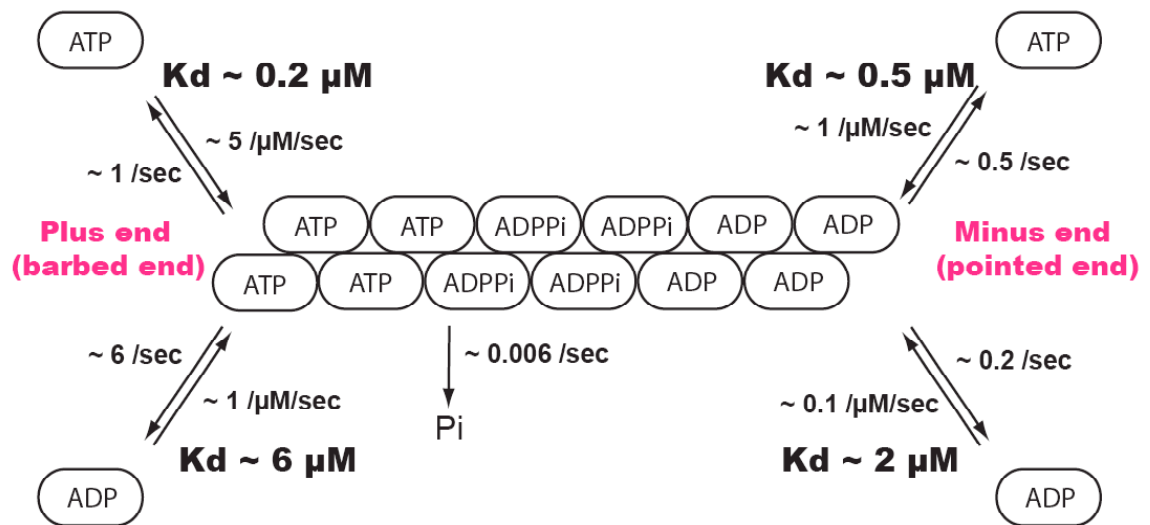 ATP
ATP
Kd ~ 0.2 µM
Kd ~ 0.5 µM
~ 5 /µM/sec
~ 1 /µM/sec
~ 1 /sec
~ 0.5 /sec
ATP ATP ADPPi ADPPi ADP ADP
Plus end
(barbed end)
Minus end
(pointed end)
ATP ATP ADPPi ADPPi ADP ADP
~ 6 /sec
~ 0.006 /sec
~ 0.2 /sec
~ 1 /µM/sec
~ 0.1 /µM/sec
Pi
Kd ~ 6 µM
Kd ~ 2 µM
ADP
ADP